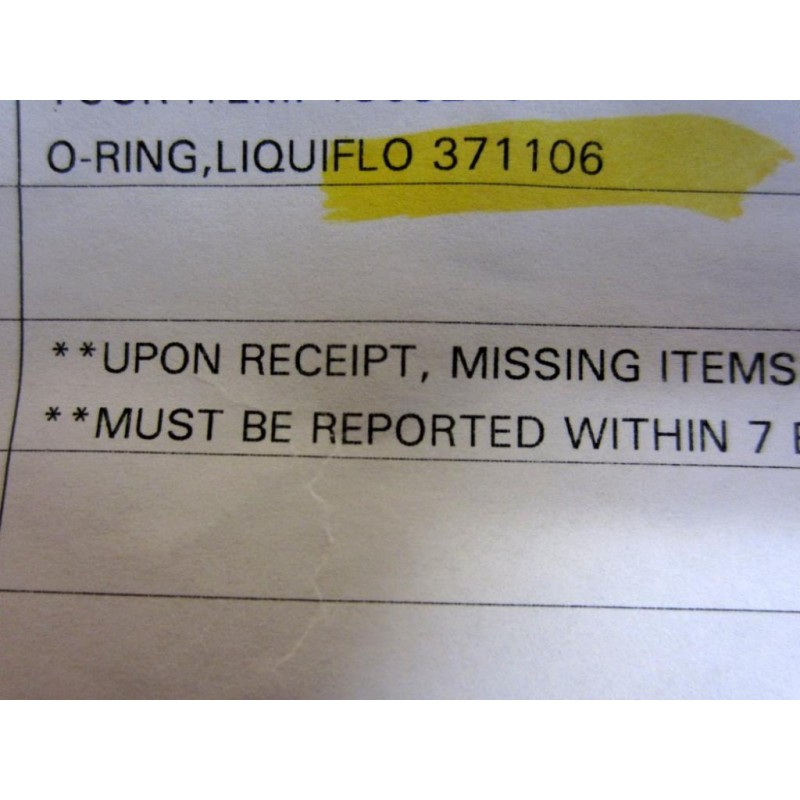 O-RING,LIQUIFLO 371106
**UPON RECEIPT, MISSING ITEMS
**MUST BE REPORTED WITHIN 7